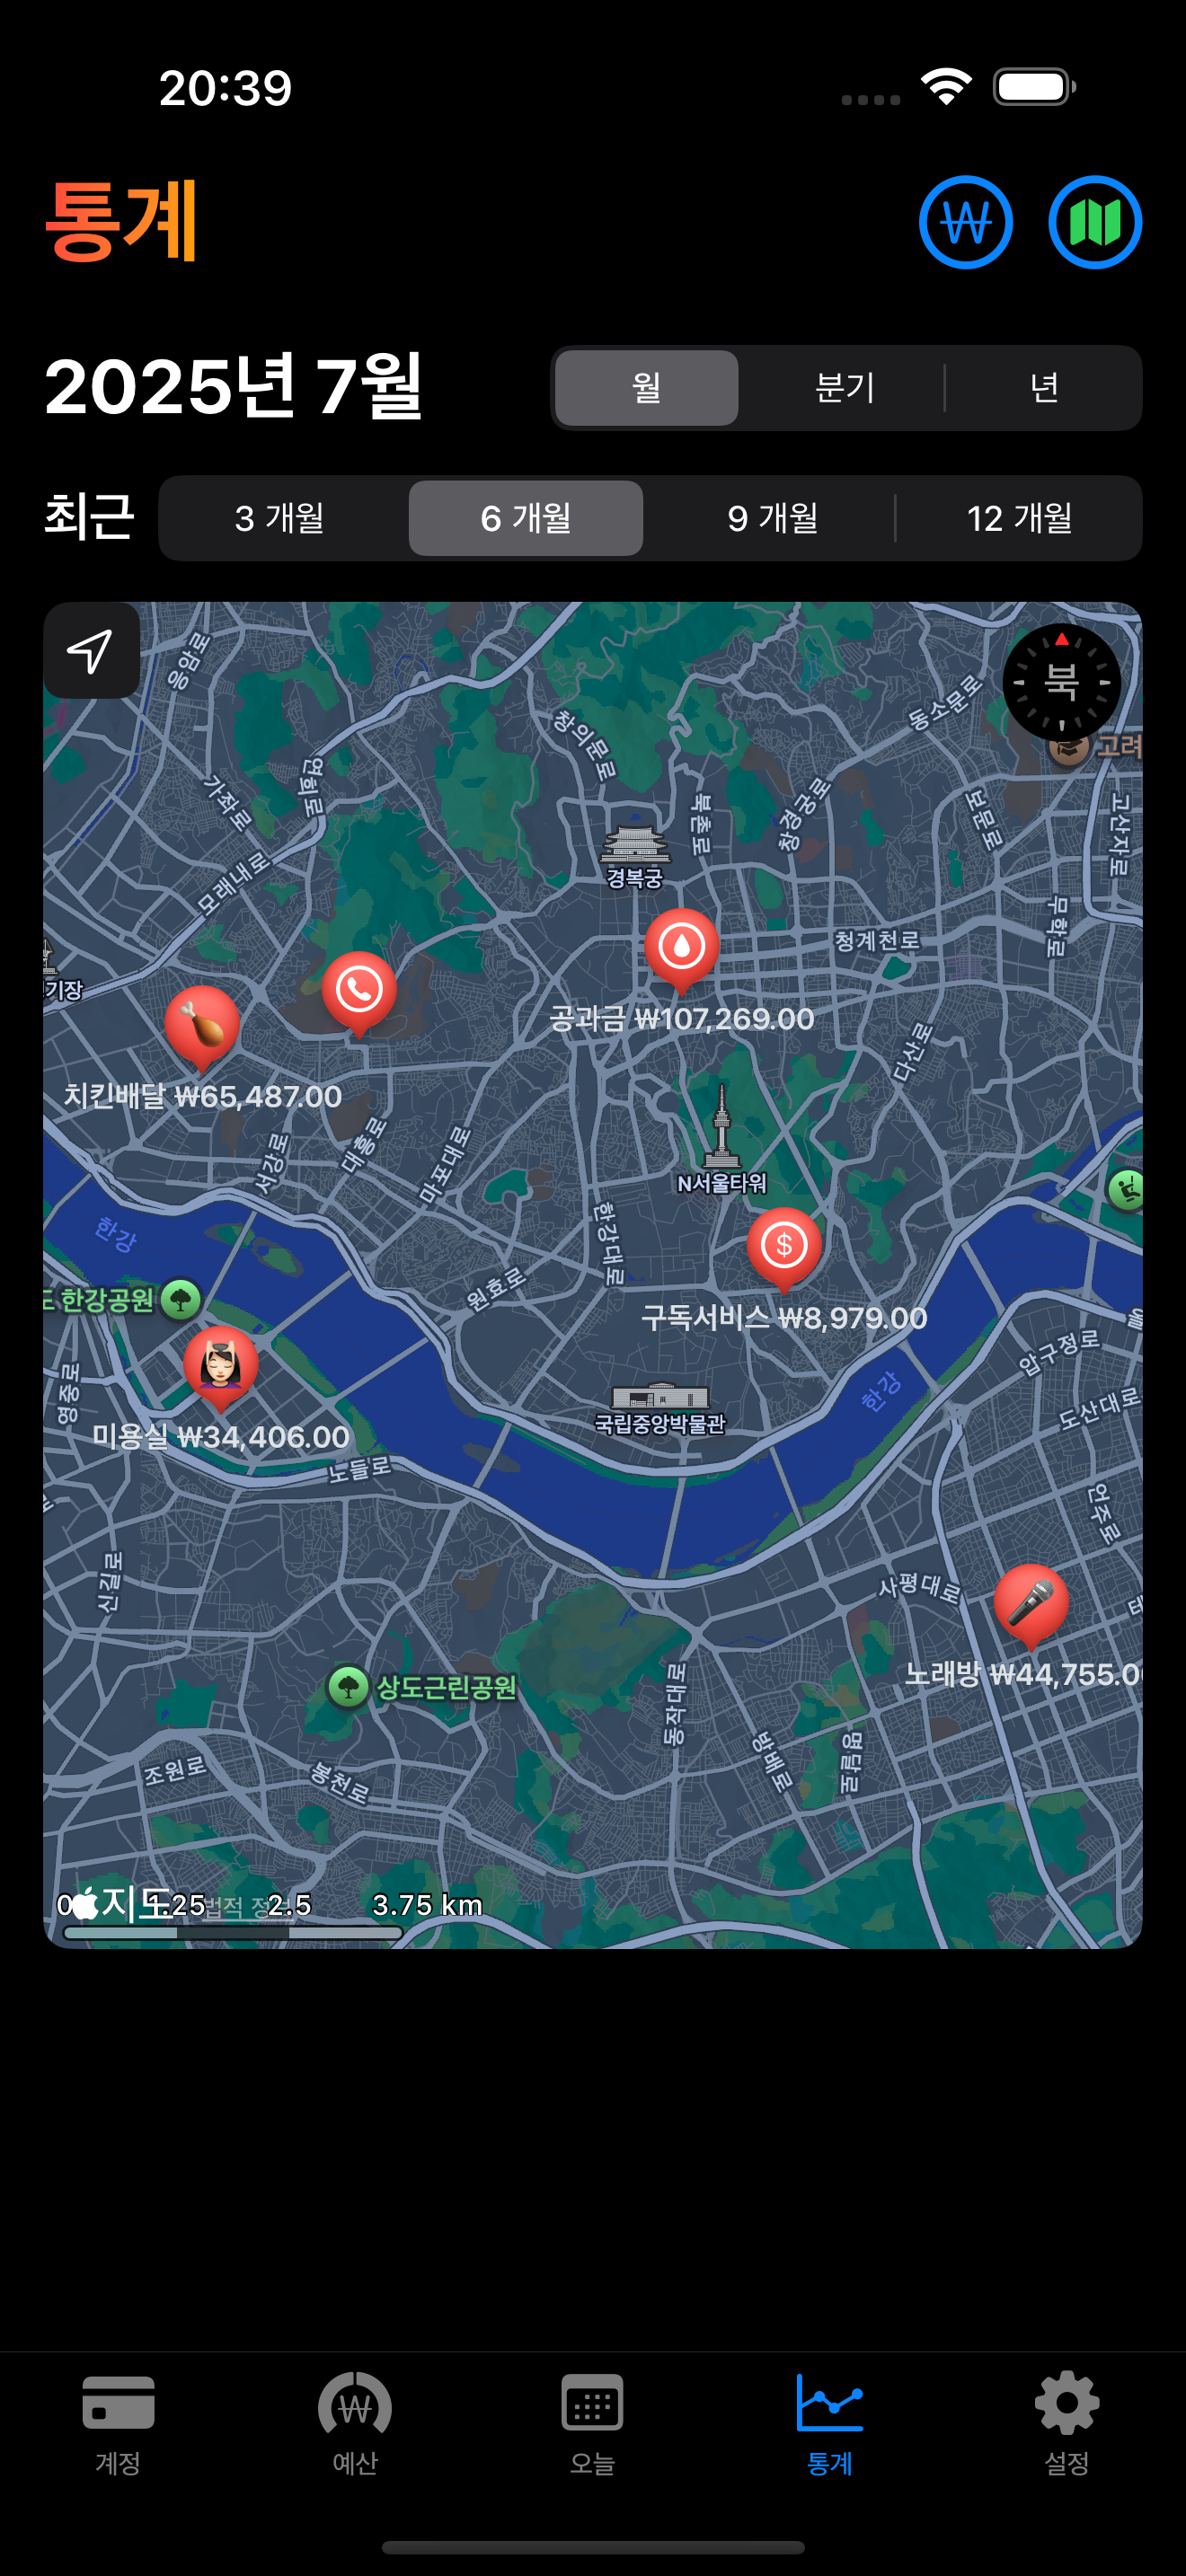 20:39
통계
2025년 7월
월 분기 년
최근 3 개월 6 개월 9 개월 12 개월
응암로
북
동소문로
창의문로
고려
가좌로
연희로
북촌로
창경궁로
보문로
고산자로
모래내로
경복궁
무학로
청계천로
기장
공과금 ₩107,269.00
다산로
치킨배달 ₩65,487.00
서강로
대흥로
마포대로
N서울타워
한강
한강대로
한강공원
원효로
구독서비스 ₩8,979.00
압구정로
영중로
한강
도산대로
국립중앙박물관
미용실 ₩34,406.00
노들로
언주로
신길로
사평대로
노래방 ₩44,755.0
상도근린공원
동작대로
방배로
명달로
조원로
봉천로
지도
법적 정보
0 1.25 2.5 3.75 km
계정 예산 오늘 통계 설정